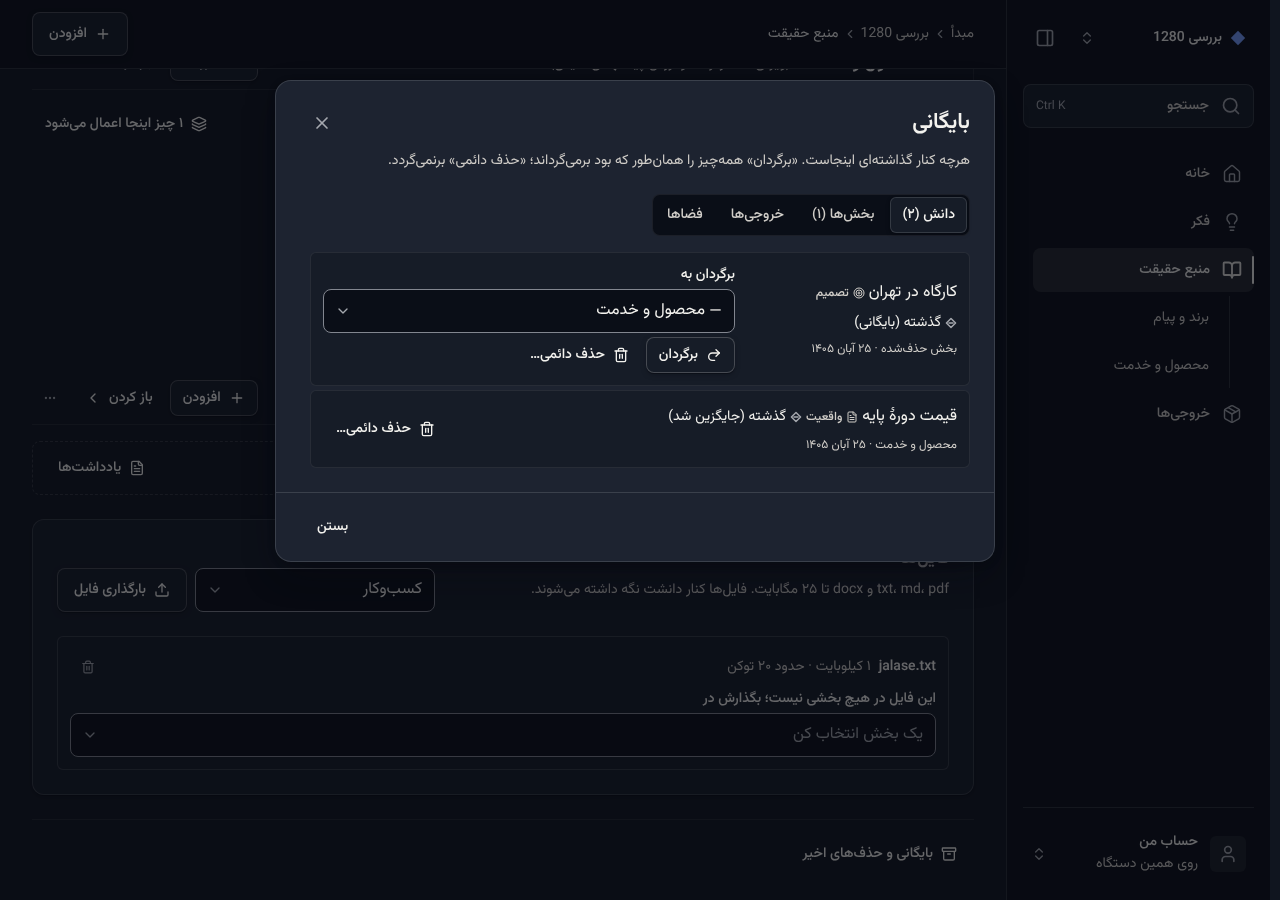 بررسی 1280
جستجو
Ctrl K
خانه
فکر
منبع حقیقت
برند و پیام
محصول و خدمت
خروجی‌ها
حساب من
روی همین دستگاه
مبدأ › بررسی 1280 › منبع حقیقت
افزودن
۱ چیز اینجا اعمال می‌شود
افزودن
باز کردن
...
یادداشت‌ها
بایگانی
هرچه کنار گذاشته‌ای اینجاست. «برگردان» همه‌چیز را همان‌طور که بود برمی‌گرداند؛ «حذف دائمی» برنمی‌گردد.
دانش (۲)
بخش‌ها (۱)
خروجی‌ها
فضاها
کارگاه در تهران تصمیم
گذشته (بایگانی)
بخش حذف‌شده · ۲۵ آبان ۱۴۰۵
برگردان به
— محصول و خدمت
برگردان
حذف دائمی...
قیمت دورهٔ پایه واقعیت گذشته (جایگزین شد)
محصول و خدمت · ۲۵ آبان ۱۴۰۵
حذف دائمی...
بستن
txt، md، pdf و docx تا ۲۵ مگابایت. فایل‌ها کنار دانشت نگه داشته می‌شوند.
کسب‌وکار
بارگذاری فایل
jalase.txt ۱ کیلوبایت · حدود ۲۰ توکن
این فایل در هیچ بخشی نیست؛ بگذارش در
یک بخش انتخاب کن
بایگانی و حذف‌های اخیر